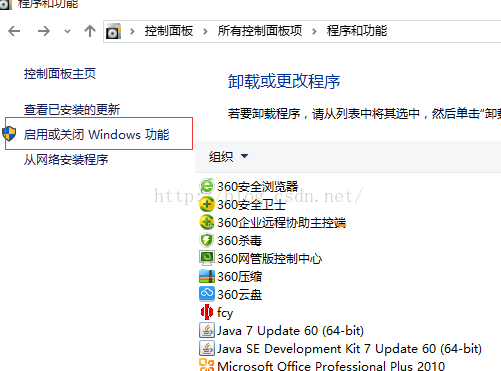 程序和功能
控制面板 > 所有控制面板项 > 程序和功能
控制面板主页
查看已安装的更新
启用或关闭 Windows 功能
从网络安装程序
卸载或更改程序
若要卸载程序，请从列表中将其选中，然后单击“卸
组织
http://blog.csdn.net/
360安全浏览器
360安全卫士
360企业远程协助主控端
360杀毒
360网管版控制中心
360压缩
360云盘
fcy
Java 7 Update 60 (64-bit)
Java SE Development Kit 7 Update 60 (64-bit)
Microsoft Office Professional Plus 2010